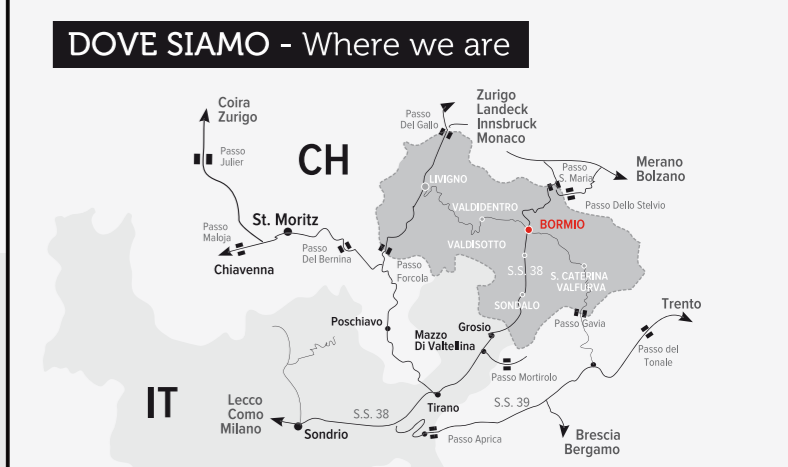 DOVE SIAMO - Where we are
Coira
Zurigo
Passo
Julier
CH
Passo
Del Gallo
Zurigo
Landeck
Innsbruck
Monaco
Passo
S. Maria
Merano
Bolzano
Passo Dello Stelvio
LIVIGNO
VALDIDENTRO
BORMIO
VALDISOTTO
Passo
Maloja
St. Moritz
Chiavenna
Passo
Del Bernina
Passo
Forcola
S.S. 38
S. CATERINA
VALFURVA
SONDALO
Trento
Poschiavo
Mazzo
Di Valtellina
Grosio
Passo Gavia
Passo del
Tonale
Passo Mortirolo
IT
Lecco
Como
Milano
S.S. 38
Tirano
S.S. 39
Sondrio
Passo Aprica
Brescia
Bergamo